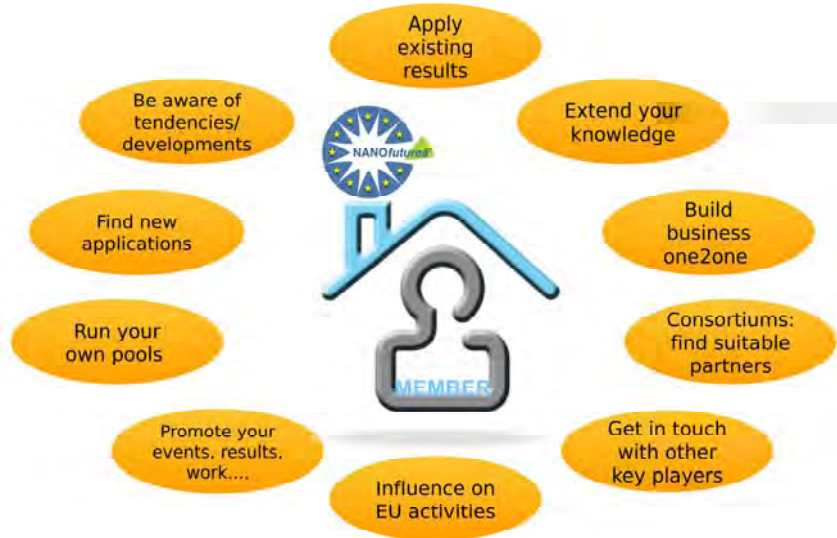 Apply
existing
results
Be aware of
tendencies/
developments
Extend your
knowledge
NANOfutures
Find new
applications
Build
business
one2one
Run your
own pools
Consortiums:
find suitable
partners
MEMBER
Promote your
events, results,
work....
Get in touch
with other
key players
Influence on
EU activities